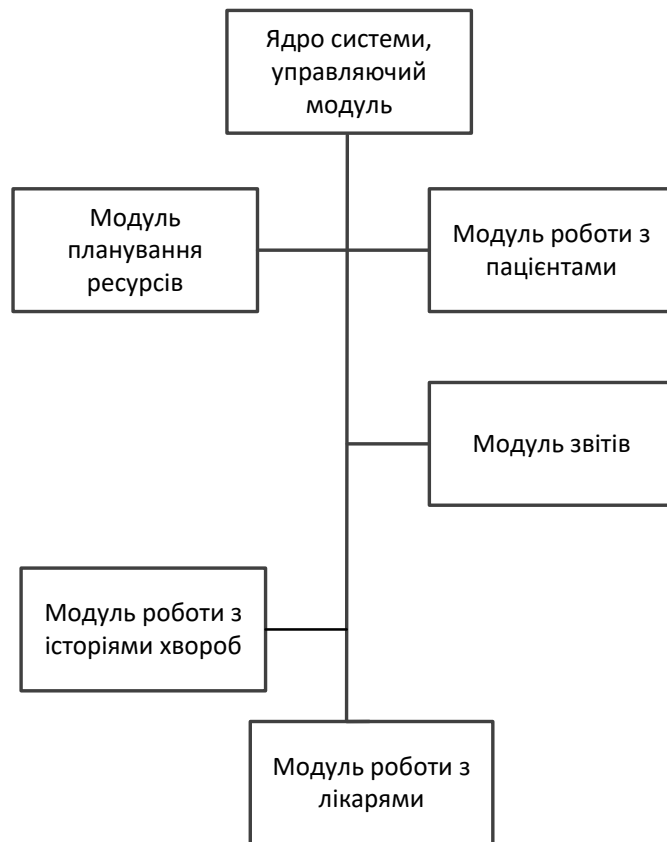 Ядро системи,
управляючий
модуль
Модуль
планування
ресурсів
Модуль роботи з
пацієнтами
Модуль звітів
Модуль роботи з
історіями хвороб
Модуль роботи з
лікарями